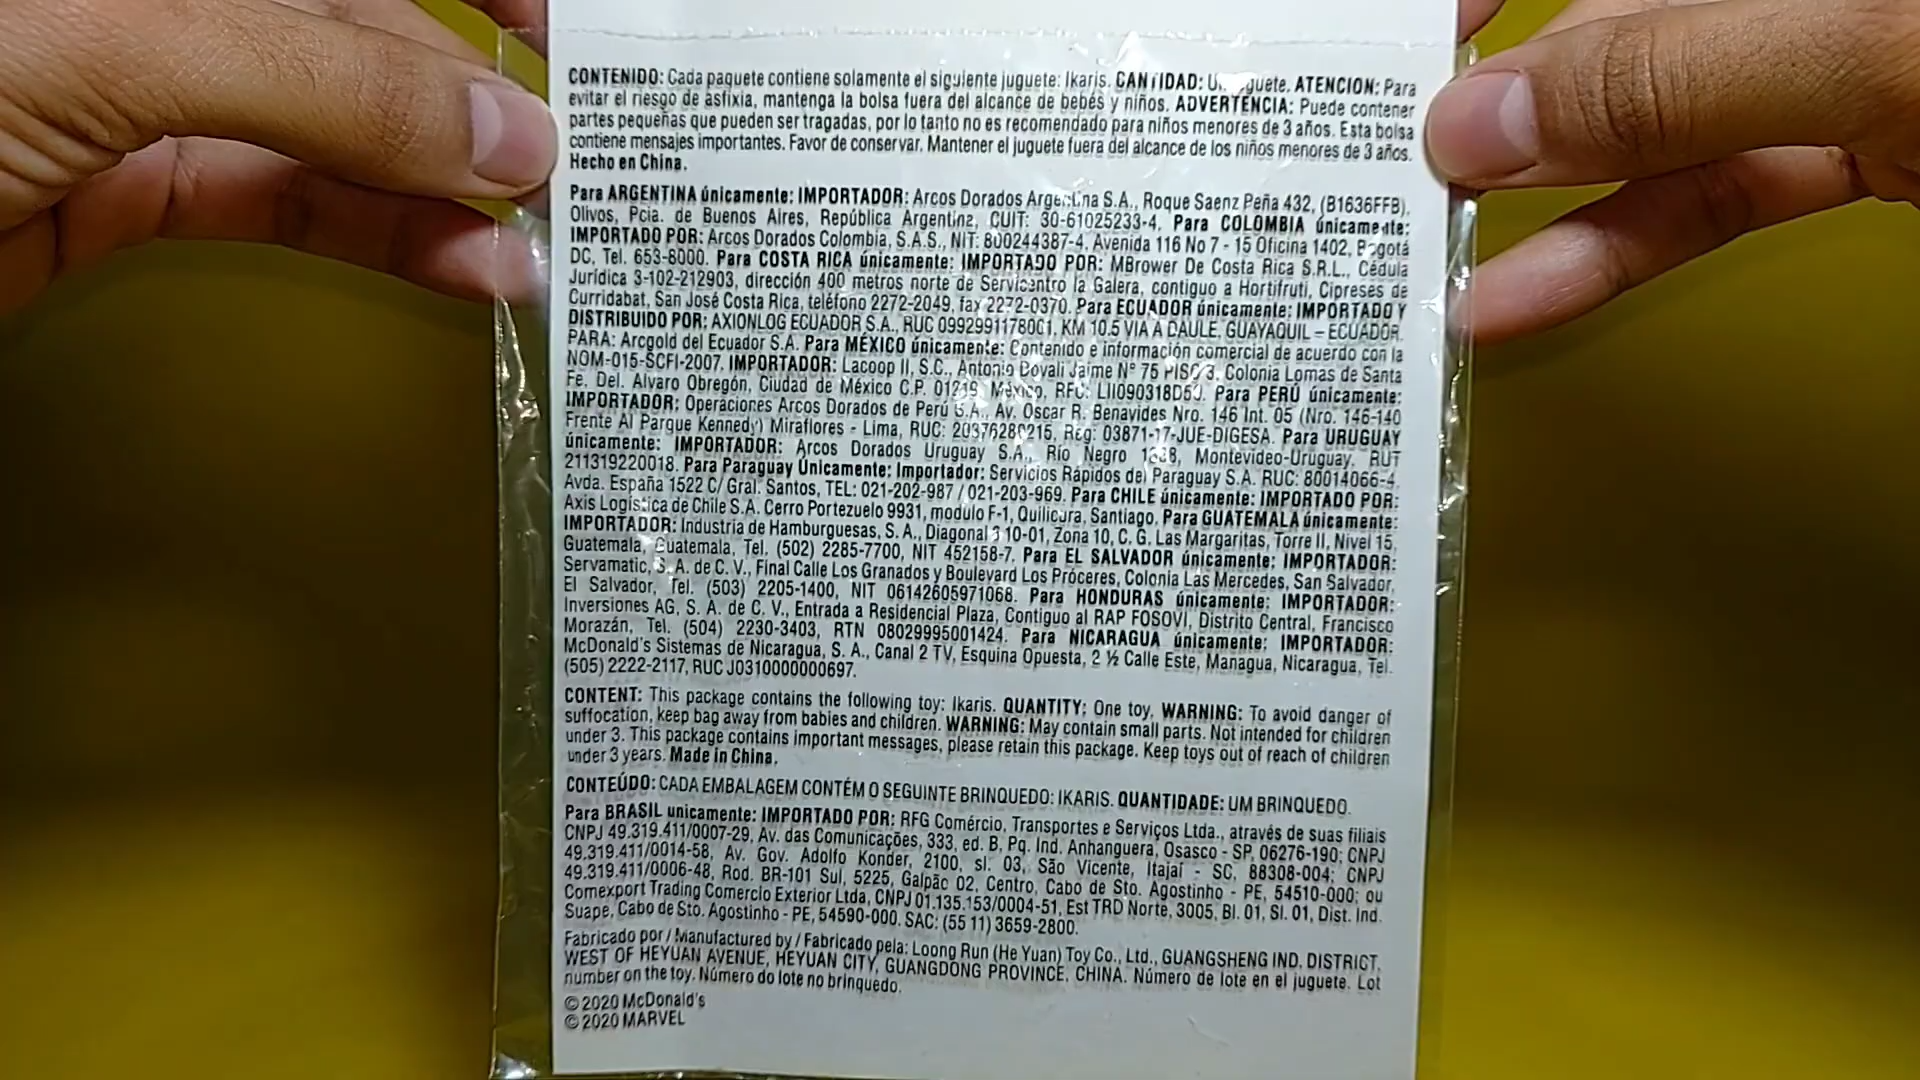 CONTENIDO: Cada paquete contiene solamente el siguiente juguete: Ikaris. CANTIDAD: ATENCION: Para
evitar el riesgo de asfixia, mantenga la bolsa fuera del alcance de bebés y niños. ADVERTENCIA: Puede contener
partes pequeñas que pueden ser tragadas, por lo tanto no es recomendado para niños menores de 3 años. Esta bolsa
contiene mensajes importantes. Favor de conservar. Mantener el juguete fuera del alcance de los niños menores de 3 años.
Hecho en China.
Para ARGENTINA únicamente: IMPORTADOR: Arcos Dorados Argentina S.A., Roque Saenz Peña 432, (B1636FFB),
Olivos, Pcia. de Buenos Aires, República Argentina, CUIT: 30-61025233-4. Para COLOMBIA únicamente:
IMPORTADO POR: Arcos Dorados Colombia, S.A.S., NIT: 800244387-4. Avenida 116 No 7 - 15 Oficina 1402, Bogotá
DC, Tel. 653-8000. Para COSTA RICA únicamente: IMPORTADO POR: MBrower De Costa Rica S.R.L., Cédula
Jurídica 3-102-212903, dirección 400 metros norte de Servicentro la Galera, contiguo a Hortifruti, Cipreses de
Curridabat, San José Costa Rica, teléfono 2272-2049, fax 2272-0370. Para ECUADOR únicamente: IMPORTADO Y
DISTRIBUIDO POR: AXIONLOG ECUADOR S.A., RUC 0992991178001, KM 10.5 VIA A DAULE, GUAYAQUIL – ECUADOR.
PARA: Arcgold del Ecuador S.A. Para MÉXICO únicamente: Contenido e información comercial de acuerdo con la
NOM-015-SCFI-2007. IMPORTADOR: Lacoop II, S.C., Antonio Dovali Jaime N° 75 PISO 3. Colonia Lomas de Santa
Fe. Del. Alvaro Obregón, Ciudad de México C.P. México, RFC: Para PERÚ únicamente:
IMPORTADOR: Operaciones Arcos Dorados de Perú S.A., Av. Oscar R. Benavides Nro. 146 Int. 05 (Nro. 146-140
Frente Al Parque Kennedy) Miraflores - Lima, RUC: Reg: 03871-17-JUE-DIGESA. Para URUGUAY
únicamente: IMPORTADOR: Arcos Dorados Uruguay S.A., Río Negro Montevideo-Uruguay. RUT
211319220018. Para Paraguay Únicamente: Importador: Servicios Rápidos del Paraguay S.A. RUC: 80014066-4.
Avda. España 1522 C/ Gral. Santos, TEL: 021-202-987 / 021-203-969. Para CHILE únicamente: IMPORTADO POR:
Axis Logística de Chile S.A. Cerro Portezuelo 9931, modulo F-1, Quilicura, Santiago. Para GUATEMALA únicamente:
IMPORTADOR: Industria de Hamburguesas, S. A., Diagonal 10-01, Zona 10, C. G. Las Margaritas, Torre II, Nivel 15,
Guatemala, Guatemala, Tel. (502) 2285-7700, NIT 452158-7. Para EL SALVADOR únicamente: IMPORTADOR:
Servamatic, S. A. de C. V., Final Calle Los Granados y Boulevard Los Próceres, Colonia Las Mercedes, San Salvador,
El Salvador, Tel. (503) 2205-1400, NIT 06142605971068. Para HONDURAS únicamente: IMPORTADOR:
Inversiones AG, S. A. de C. V., Entrada a Residencial Plaza, Contiguo al RAP FOSOVI, Distrito Central, Francisco
Morazán, Tel. (504) 2230-3403, RTN 08029995001424. Para NICARAGUA únicamente: IMPORTADOR:
McDonald's Sistemas de Nicaragua, S. A., Canal 2 TV, Esquina Opuesta, 2 ½ Calle Este, Managua, Nicaragua, Tel.
(505) 2222-2117, RUC J0310000000697.
CONTENT: This package contains the following toy: Ikaris. QUANTITY: One toy. WARNING: To avoid danger of
suffocation, keep bag away from babies and children. WARNING: May contain small parts. Not intended for children
under 3. This package contains important messages, please retain this package. Keep toys out of reach of children
under 3 years. Made in China.
CONTEÚDO: CADA EMBALAGEM CONTÉM O SEGUINTE BRINQUEDO: IKARIS. QUANTIDADE: UM BRINQUEDO.
Para BRASIL unicamente: IMPORTADO POR: RFG Comércio, Transportes e Serviços Ltda., através de suas filiais
CNPJ 49.319.411/0007-29, Av. das Comunicações, 333, ed. B, Pq. Ind. Anhanguera, Osasco - SP, 06276-190; CNPJ
49.319.411/0014-58, Av. Gov. Adolfo Konder, 2100, sl. 03, São Vicente, Itajaí - SC, 88308-004; CNPJ
49.319.411/0006-48, Rod. BR-101 Sul, 5225, Galpão 02, Centro, Cabo de Sto. Agostinho - PE, 54510-000; ou
Comexport Trading Comercio Exterior Ltda, CNPJ 01.135.153/0004-51, Est TRD Norte, 3005, Bl. 01, Sl. 01, Dist. Ind.
Suape, Cabo de Sto. Agostinho - PE, 54590-000. SAC: (55 11) 3659-2800.
Fabricado por / Manufactured by / Fabricado pela: Loong Run (He Yuan) Toy Co., Ltd., GUANGSHENG IND. DISTRICT,
WEST OF HEYUAN AVENUE, HEYUAN CITY, GUANGDONG PROVINCE. CHINA. Número de lote en el juguete. Lot
number on the toy. Número do lote no brinquedo.
© 2020 McDonald's
© 2020 MARVEL